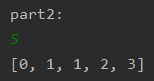 part2:
5
[0, 1, 1, 2, 3]